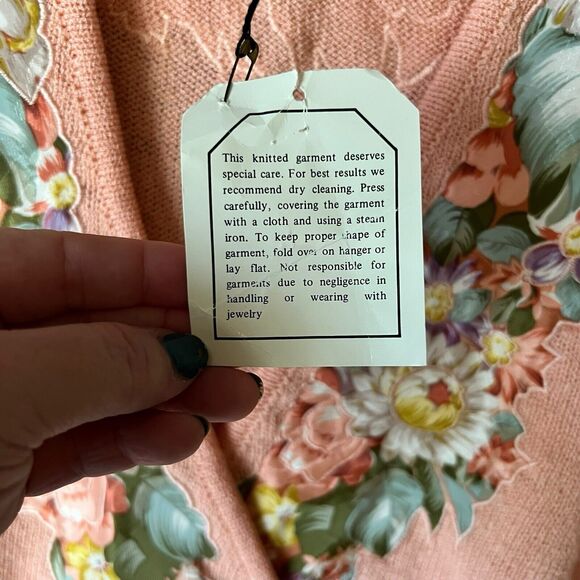 This knitted garment deserves
special care. For best results we
recommend dry cleaning. Press
carefully, covering the garment
with a cloth and using a steam
iron. To keep proper shape of
garment, fold over on hanger or
lay flat. Not responsible for
garments due to negligence in
handling or wearing with
jewelry